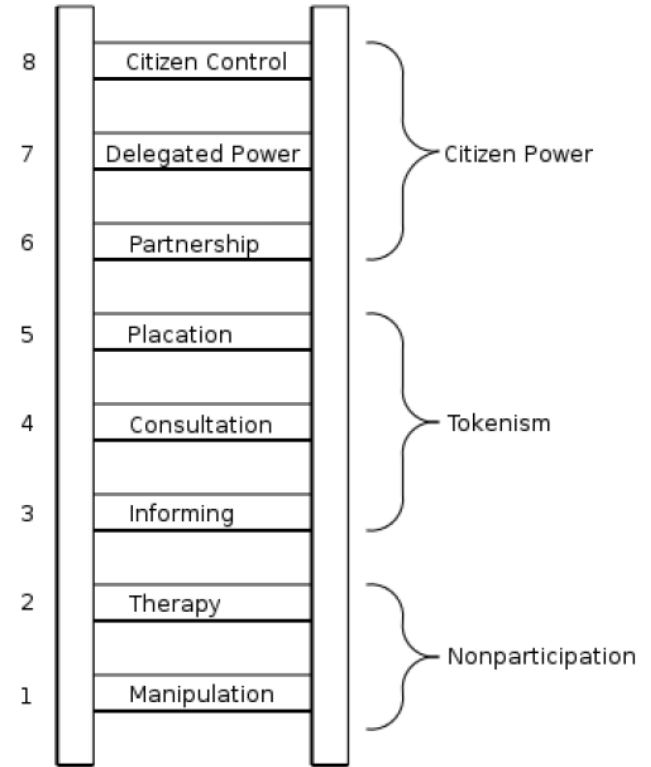 8 Citizen Control
7 Delegated Power
Citizen Power
6 Partnership
5 Placation
4 Consultation
Tokenism
3 Informing
2 Therapy
Nonparticipation
1 Manipulation